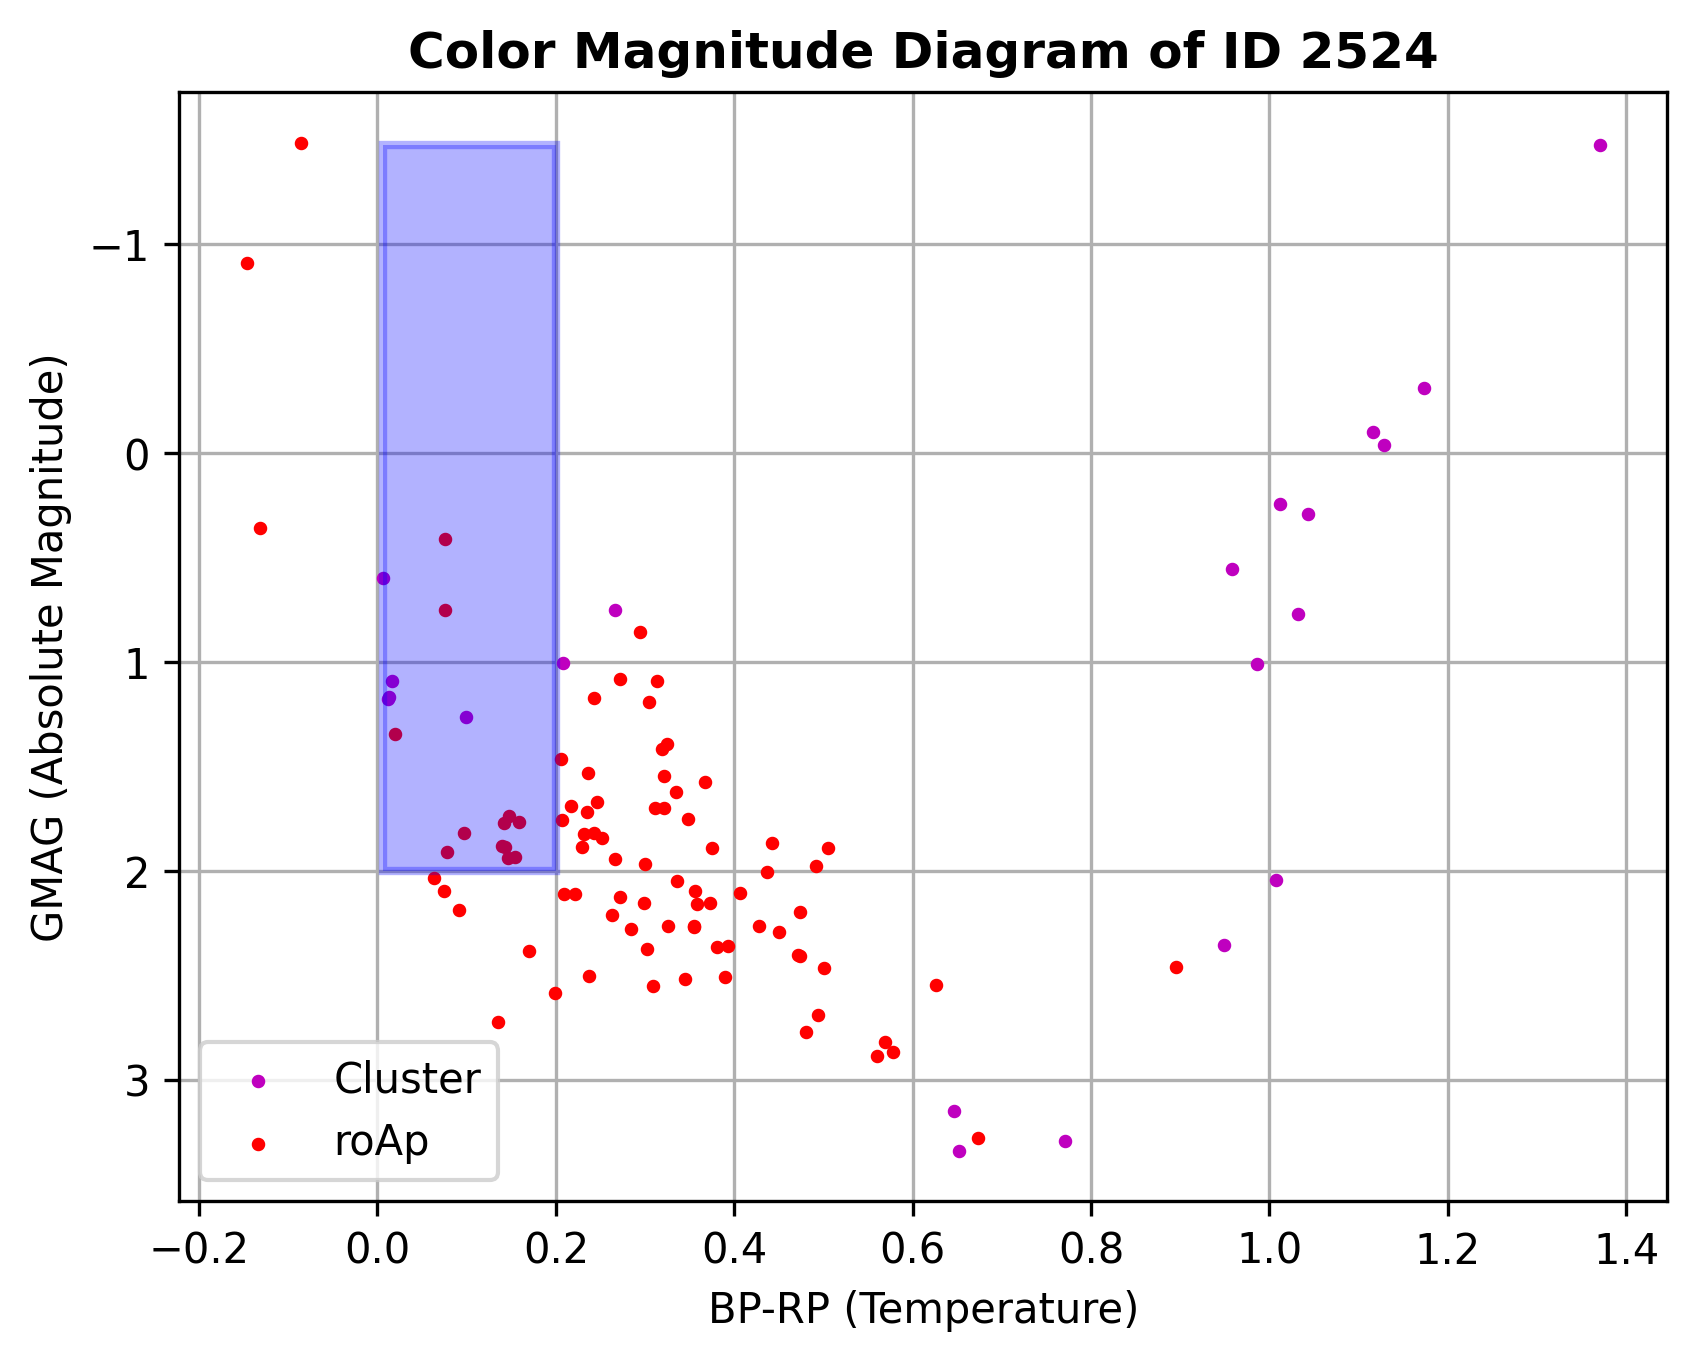 Color Magnitude Diagram of ID 2524
GMAG (Absolute Magnitude)
−1
0
1
2
3
Cluster
roAp
−0.2 0.0 0.2 0.4 0.6 0.8 1.0 1.2 1.4
BP-RP (Temperature)